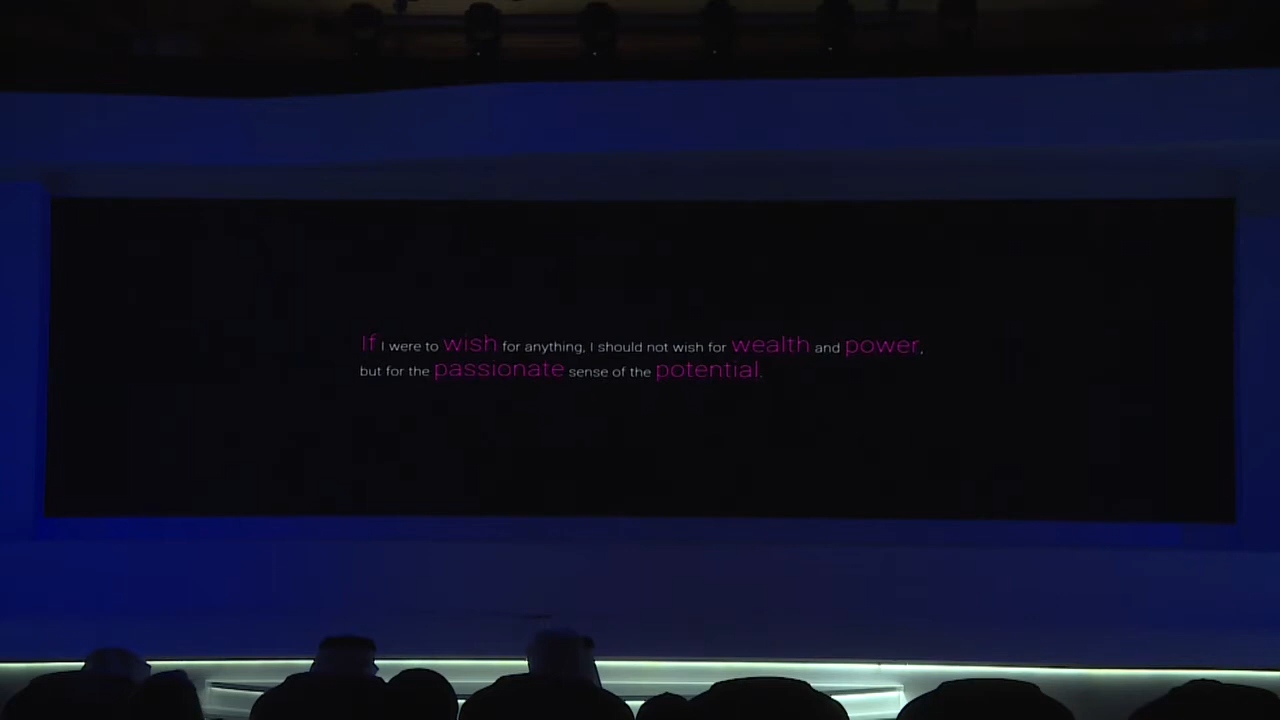 If I were to wish for anything, I should not wish for wealth and power,
but for the passionate sense of the potential.